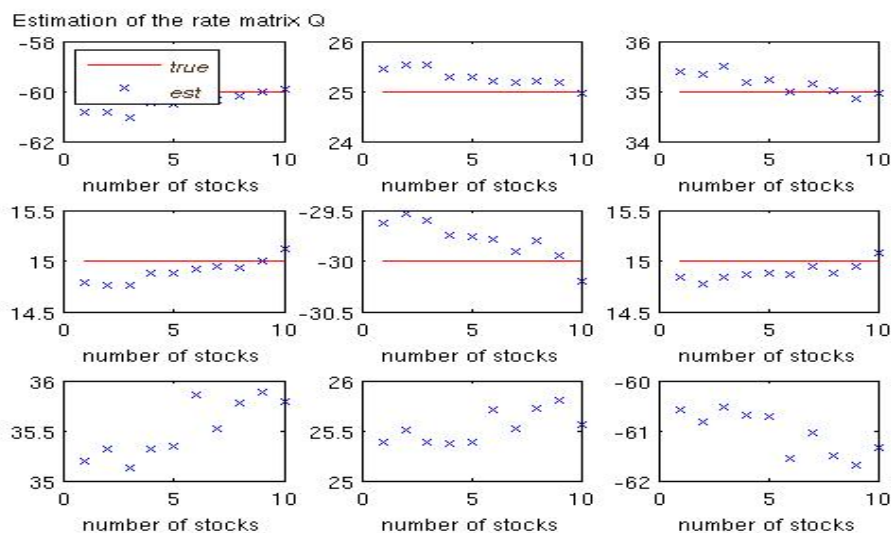 Estimation of the rate matrix Q
-58
-60
-62
true
est
0 5 10
number of stocks
26
25
24
0 5 10
number of stocks
36
35
34
0 5 10
number of stocks
15.5
15
14.5
0 5 10
number of stocks
-29.5
-30
-30.5
0 5 10
number of stocks
15.5
15
14.5
0 5 10
number of stocks
36
35.5
35
0 5 10
number of stocks
26
25.5
25
0 5 10
number of stocks
-60
-61
-62
0 5 10
number of stocks